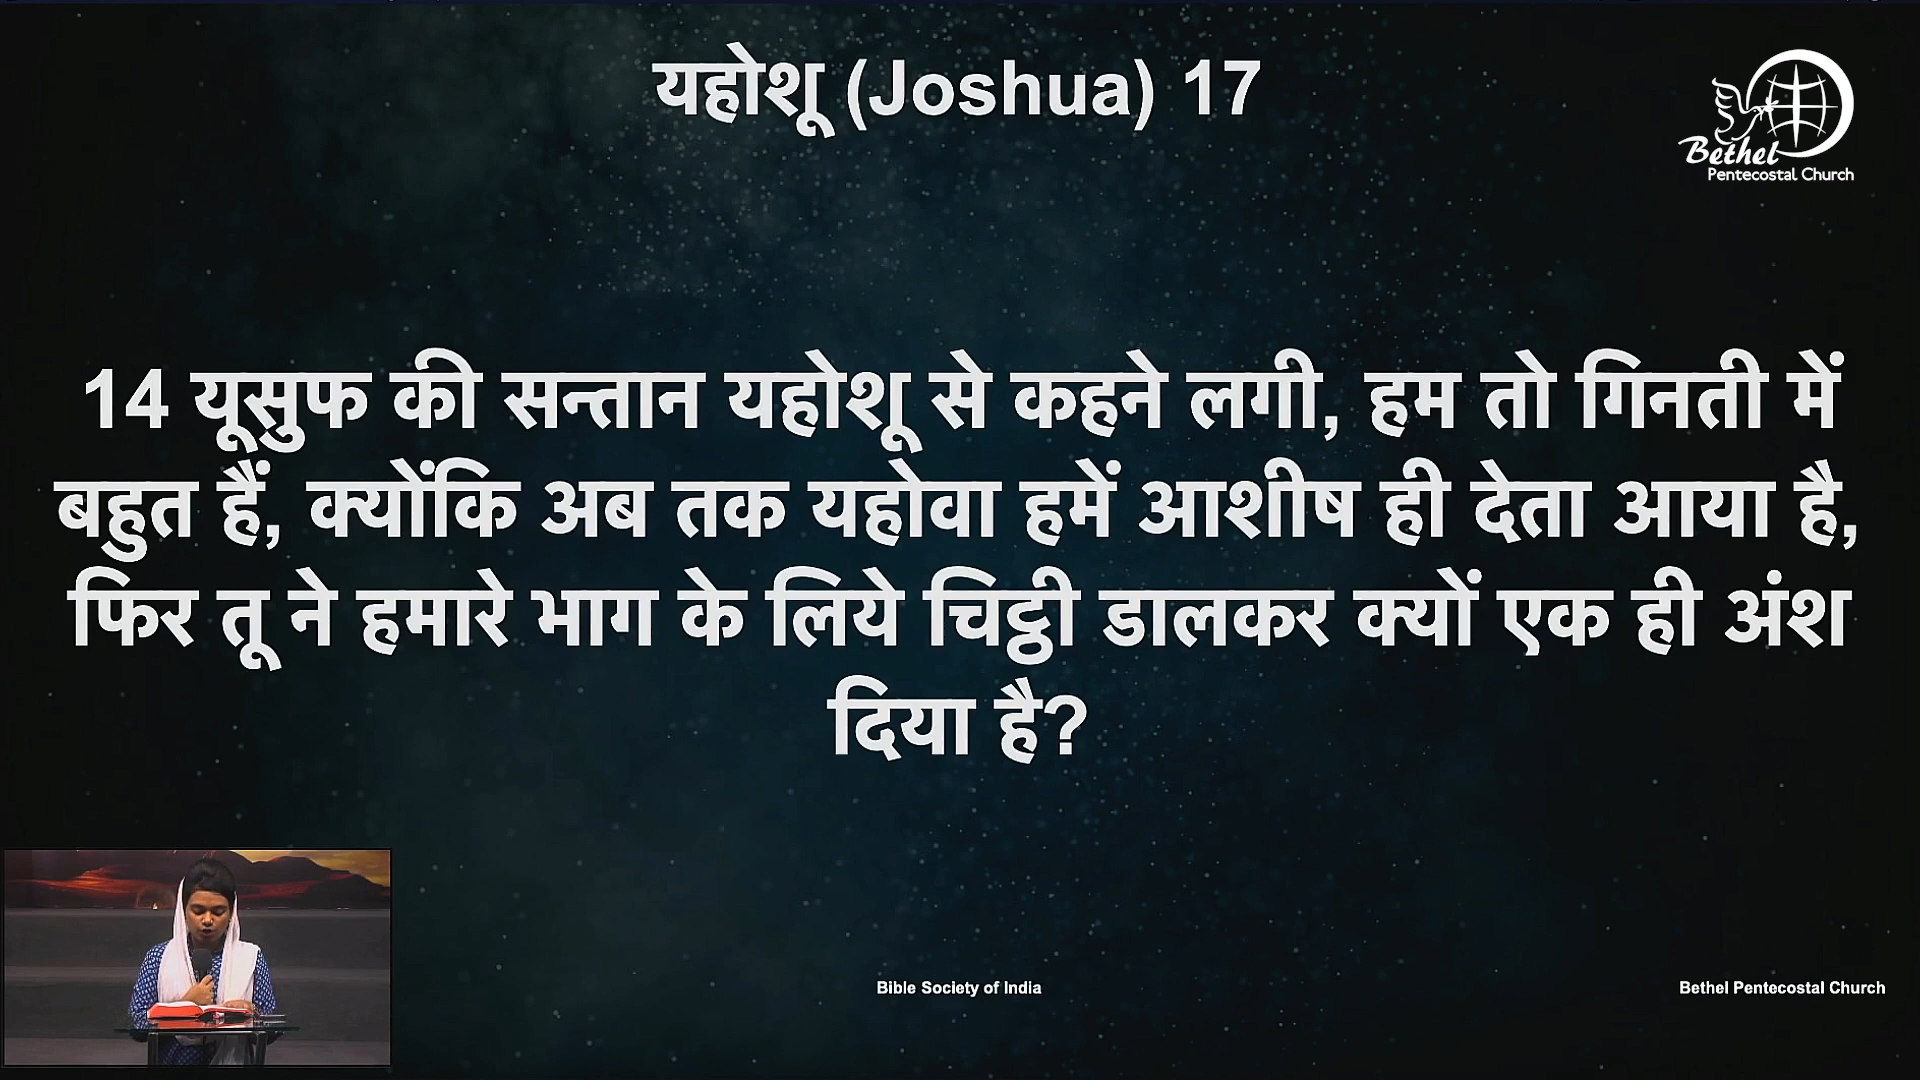 यहोशू (Joshua) 17
Bethel
Pentecostal Church
14 यूसुफ की सन्तान यहोशू से कहने लगी, हम तो गिनती में
बहुत हैं, क्योंकि अब तक यहोवा हमें आशीष ही देता आया है,
फिर तू ने हमारे भाग के लिये चिट्ठी डालकर क्यों एक ही अंश
दिया है?
Bible Society of India
Bethel Pentecostal Church